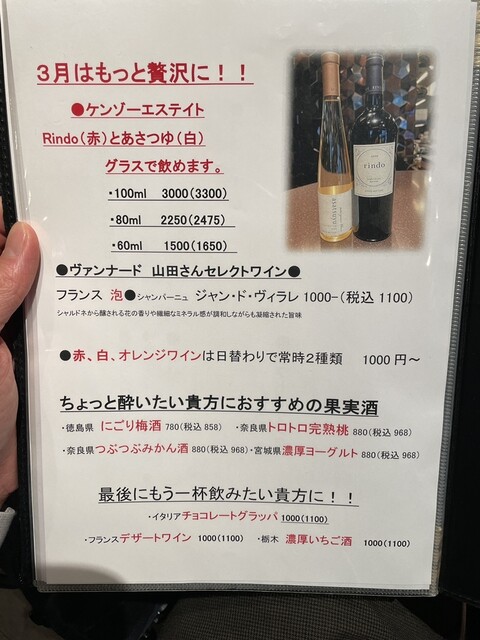 3月はもっと贅沢に！！
●ケンゾーエステイト
Rindo（赤）とあさつゆ（白）
グラスで飲めます。
・100ml 3000（3300）
・80ml 2250（2475）
・60ml 1500（1650）
rindo
●ヴァンナード 山田さんセレクトワイン●
フランス 泡●シャンパーニュ ジャン・ド・ヴィラレ 1000-（税込 1100）
シャルドネから醸される花の香りや繊細なミネラル感が調和しながらも凝縮された旨味
●赤、白、オレンジワインは日替わりで常時２種類 1000 円～
ちょっと酔いたい貴方におすすめの果実酒
・徳島県 にごり梅酒 780（税込 858） ・奈良県トロトロ完熟桃 880（税込 968）
・奈良県つぶつぶみかん酒 880（税込 968）・宮城県濃厚ヨーグルト 880（税込 968）
最後にもう一杯飲みたい貴方に！！
・イタリアチョコレートグラッパ 1000（1100）
・フランスデザートワイン 1000（1100） ・栃木 濃厚いちご酒 1000（1100）